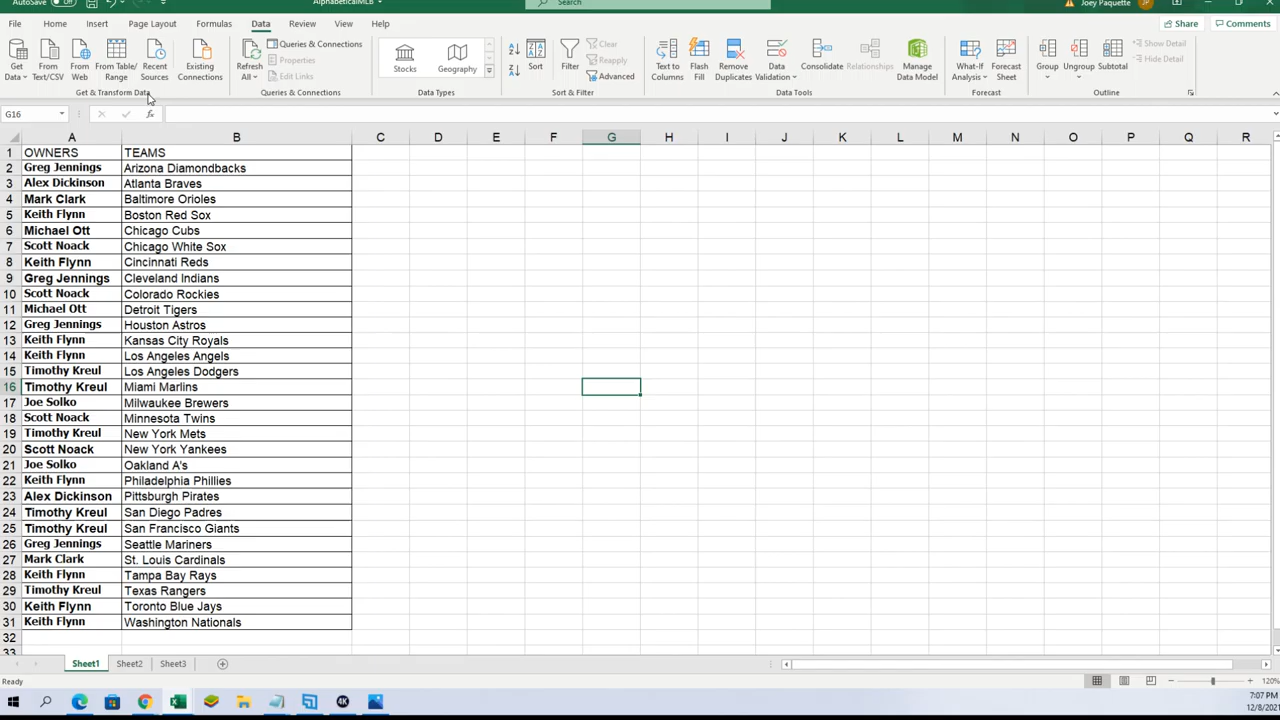 AutoSave Off AlphabeticalMLB Search Joey Paquette
File Home Insert Page Layout Formulas Data Review View Help Share Comments
Get Data From Text/CSV From Web From Table/ Range Recent Sources Existing Connections
Get & Transform Data
Refresh All Queries & Connections Properties Edit Links
Queries & Connections
Stocks Geography
Data Types
Sort Filter Clear Reapply Advanced
Sort & Filter
Text to Columns Flash Fill Remove Duplicates Data Validation Consolidate Relationships Manage Data Model
Data Tools
What-If Analysis Forecast Sheet
Forecast
Group Ungroup Subtotal Show Detail Hide Detail
Outline
G16 fx
A B C D E F G H I J K L M N O P Q R
1 OWNERS TEAMS
2 Greg Jennings Arizona Diamondbacks
3 Alex Dickinson Atlanta Braves
4 Mark Clark Baltimore Orioles
5 Keith Flynn Boston Red Sox
6 Michael Ott Chicago Cubs
7 Scott Noack Chicago White Sox
8 Keith Flynn Cincinnati Reds
9 Greg Jennings Cleveland Indians
10 Scott Noack Colorado Rockies
11 Michael Ott Detroit Tigers
12 Greg Jennings Houston Astros
13 Keith Flynn Kansas City Royals
14 Keith Flynn Los Angeles Angels
15 Timothy Kreul Los Angeles Dodgers
16 Timothy Kreul Miami Marlins
17 Joe Solko Milwaukee Brewers
18 Scott Noack Minnesota Twins
19 Timothy Kreul New York Mets
20 Scott Noack New York Yankees
21 Joe Solko Oakland A's
22 Keith Flynn Philadelphia Phillies
23 Alex Dickinson Pittsburgh Pirates
24 Timothy Kreul San Diego Padres
25 Timothy Kreul San Francisco Giants
26 Greg Jennings Seattle Mariners
27 Mark Clark St. Louis Cardinals
28 Keith Flynn Tampa Bay Rays
29 Timothy Kreul Texas Rangers
30 Keith Flynn Toronto Blue Jays
31 Keith Flynn Washington Nationals
32
33
Sheet1 Sheet2 Sheet3
Ready 120%
4K 7:07 PM
12/8/2021